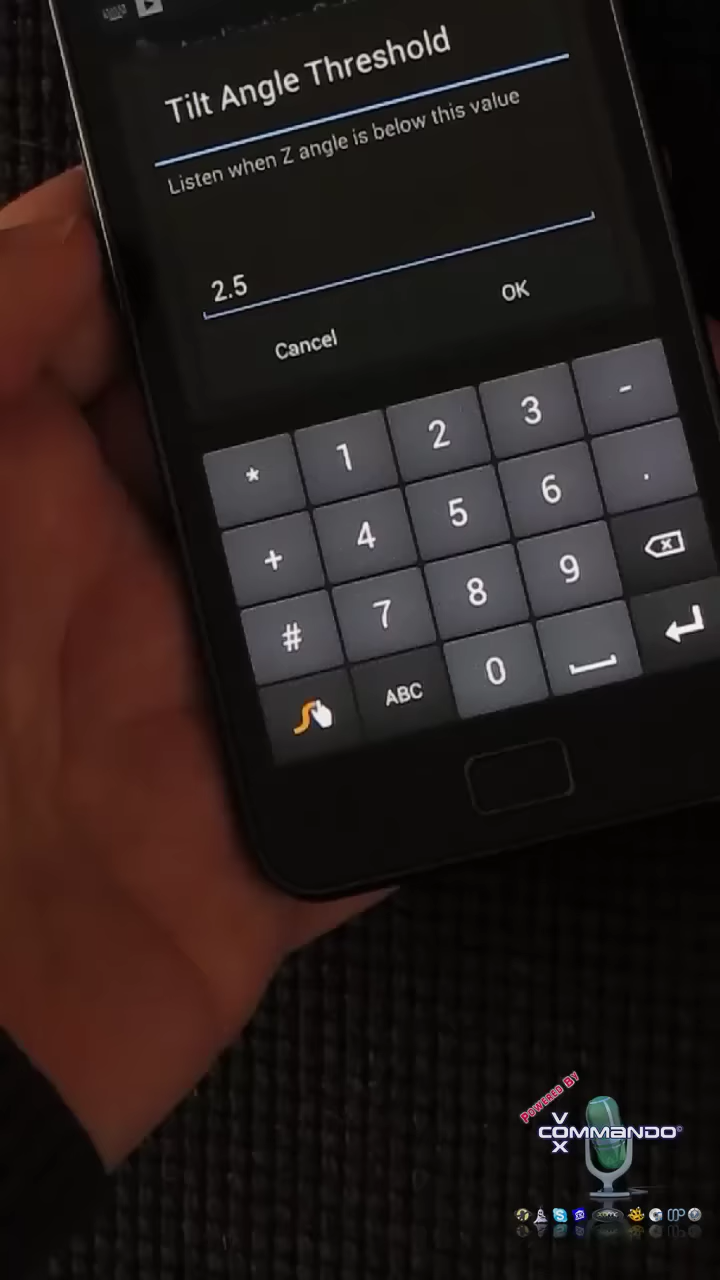 Tilt Angle Threshold
Listen when Z angle is below this value
2.5
Cancel
OK
* 1 2 3 -
+ 4 5 6 .
# 7 8 9
ABC 0
POWERED BY
VOX
COMMANDO©